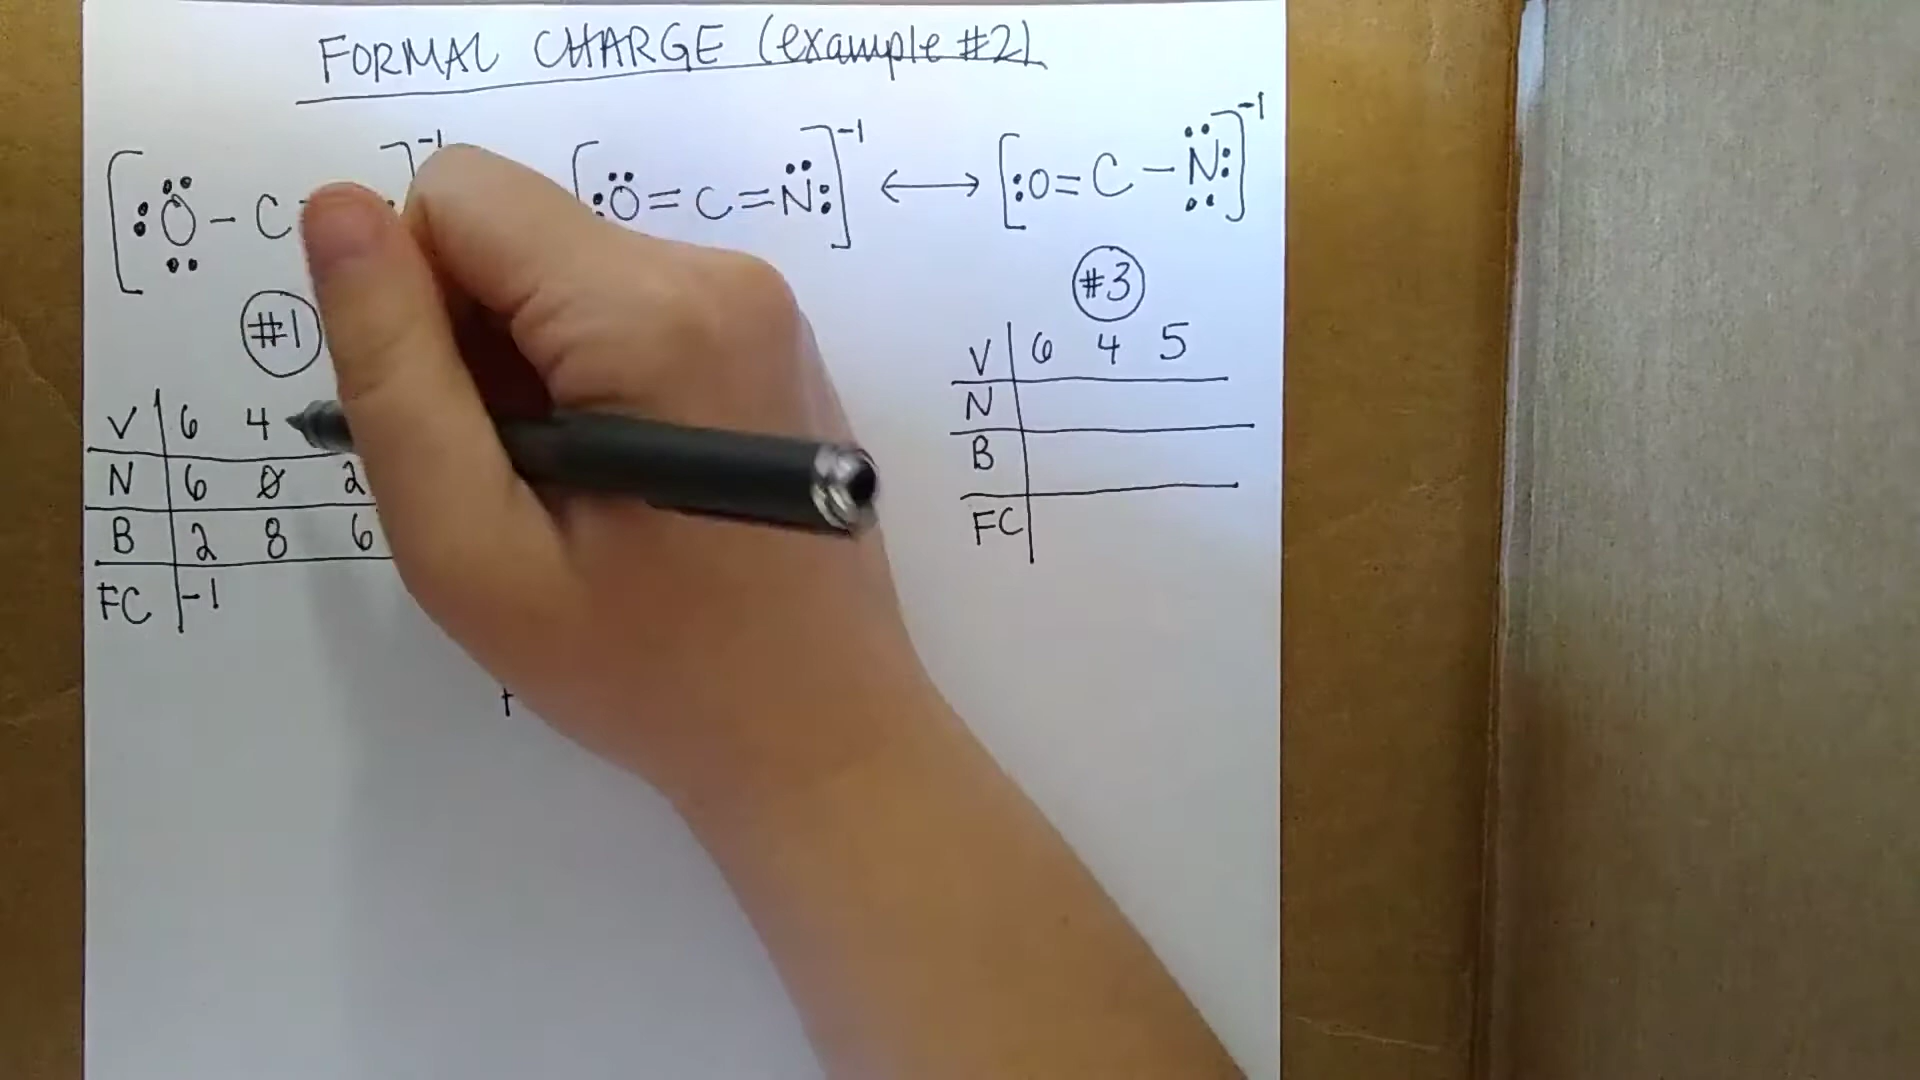 FORMAL CHARGE (example #2)
[:Ö-C ]-1
[:Ö=C=N̈:]-1 ↔ [:O=C-N̈:]-1
#1
#3
V 6 4
N 6 0 2
B 2 8 6
FC -1
V 6 4 5
N
B
FC
+